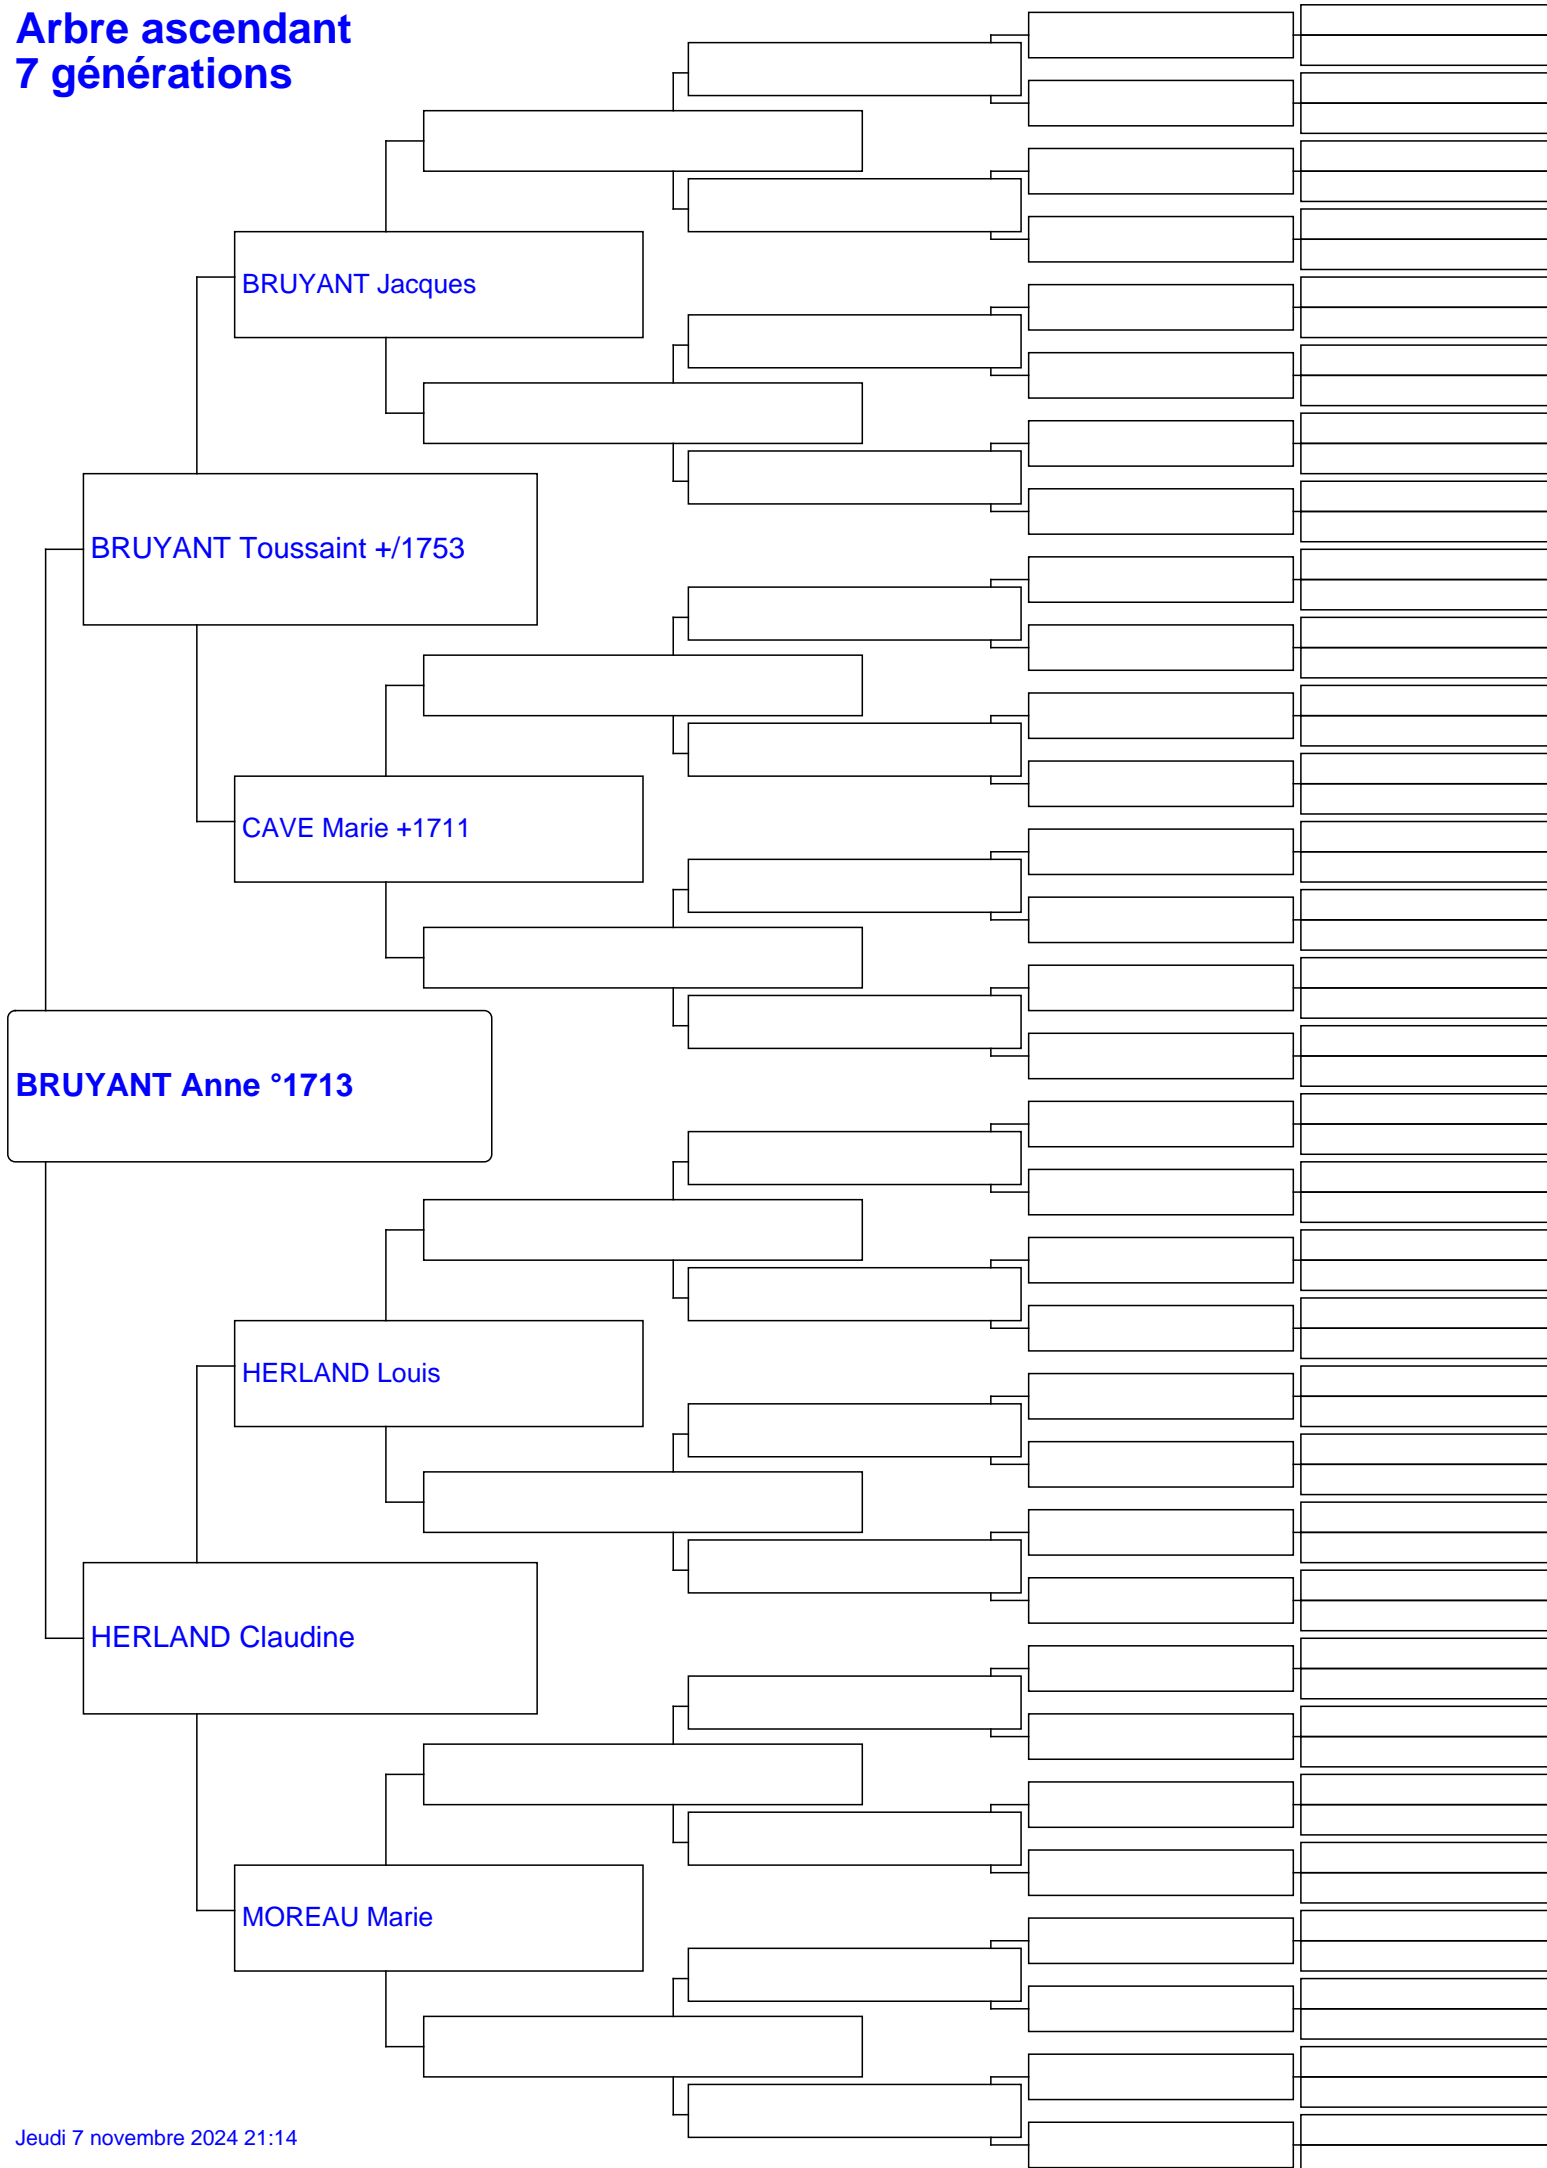 Arbre ascendant
7 générations
BRUYANT Jacques
BRUYANT Toussaint +/1753
CAVE Marie +1711
BRUYANT Anne °1713
HERLAND Louis
HERLAND Claudine
MOREAU Marie
Jeudi 7 novembre 2024 21:14